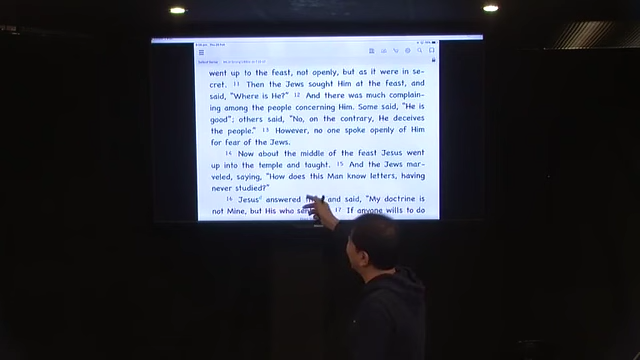 went up to the feast, not openly, but as it were in se-
cret. 11 Then the Jews sought Him at the feast, and
said, "Where is He?" 12 And there was much complain-
ing among the people concerning Him. Some said, "He is
good"; others said, "No, on the contrary, He deceives
the people." 13 However, no one spoke openly of Him
for fear of the Jews.
14 Now about the middle of the feast Jesus went
up into the temple and taught. 15 And the Jews mar-
veled, saying, "How does this Man know letters, having
never studied?"
16 Jesus answered and said, "My doctrine is
not Mine, but His who 17 If anyone wills to do